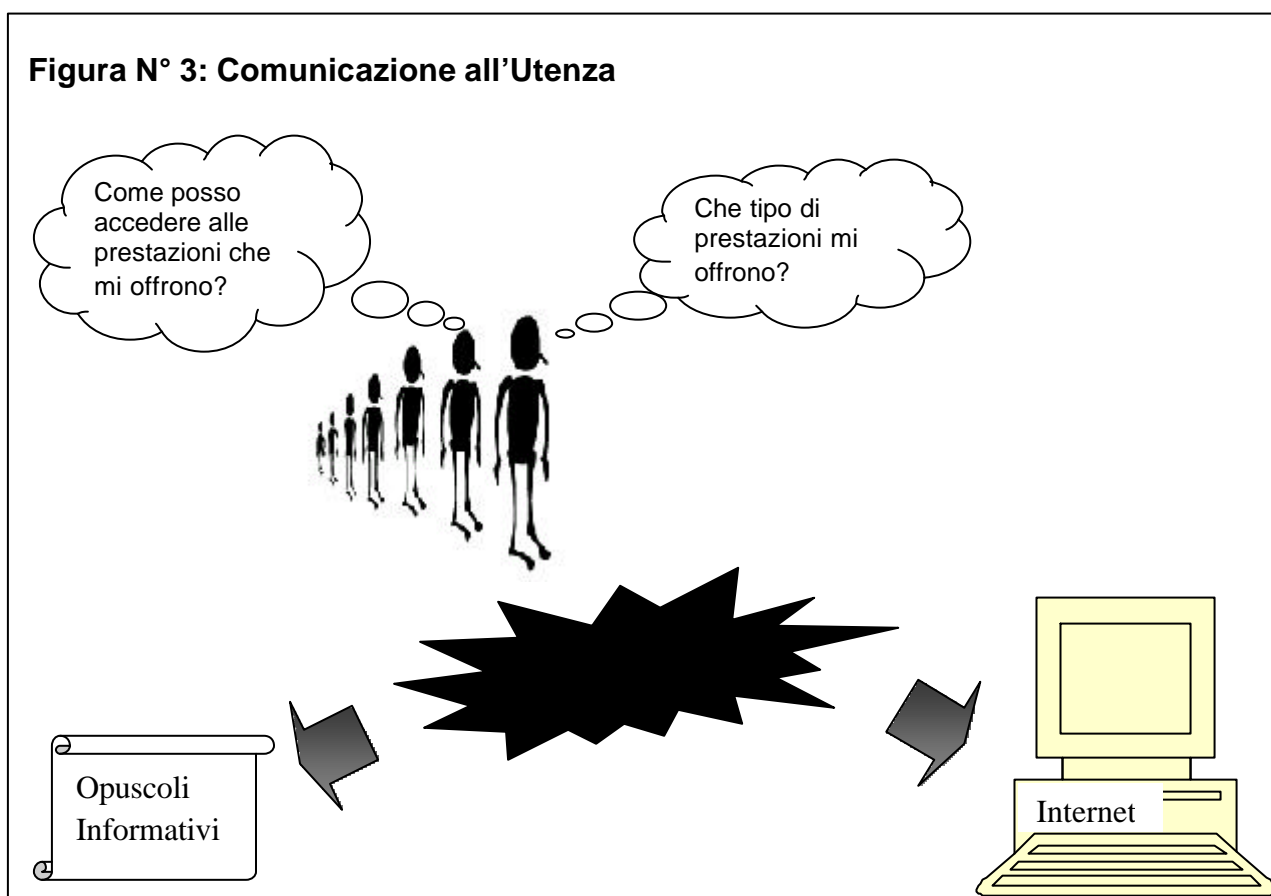 Figura N° 3: Comunicazione all’Utenza
Come posso
accedere alle
prestazioni che
mi offrono?
Che tipo di
prestazioni mi
offrono?
Opuscoli
Informativi
Internet